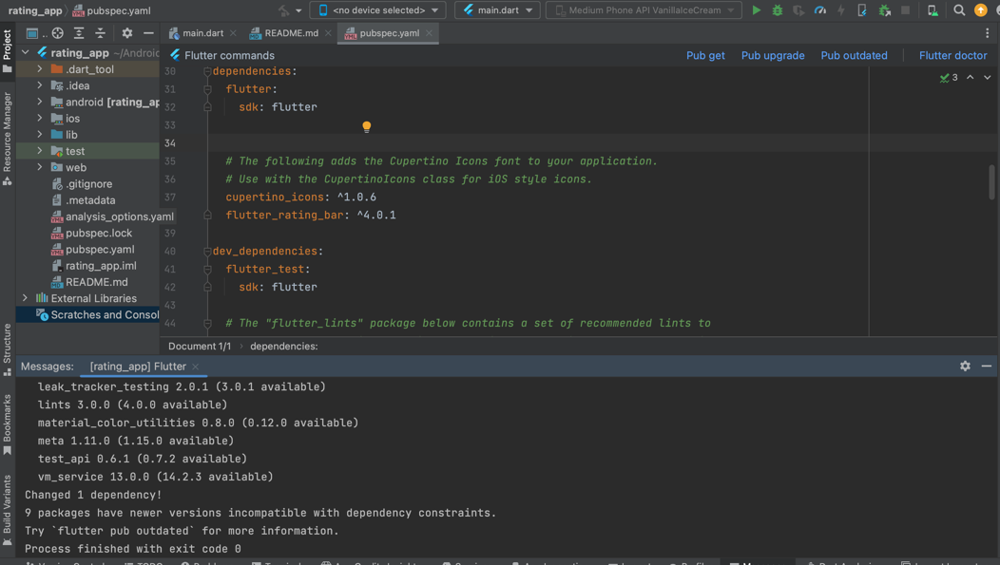 rating_app
pubspec.yaml
<no device selected>
main.dart
Medium Phone API VanillaIceCream
Project
Resource Manager
Structure
Bookmarks
Build Variants
rating_app ~/Android
.dart_tool
.idea
android [rating_ap
ios
lib
test
web
.gitignore
.metadata
analysis_options.yaml
pubspec.lock
pubspec.yaml
rating_app.iml
README.md
External Libraries
Scratches and Consol
main.dart
README.md
pubspec.yaml
Flutter commands
Pub get
Pub upgrade
Pub outdated
Flutter doctor
3
30 dependencies:
31 flutter:
32 sdk: flutter
33
34
35 # The following adds the Cupertino Icons font to your application.
36 # Use with the CupertinoIcons class for iOS style icons.
37 cupertino_icons: ^1.0.6
38 flutter_rating_bar: ^4.0.1
39
40 dev_dependencies:
41 flutter_test:
42 sdk: flutter
43
44 # The "flutter_lints" package below contains a set of recommended lints to
Document 1/1 › dependencies:
Messages:
[rating_app] Flutter
leak_tracker_testing 2.0.1 (3.0.1 available)
lints 3.0.0 (4.0.0 available)
material_color_utilities 0.8.0 (0.12.0 available)
meta 1.11.0 (1.15.0 available)
test_api 0.6.1 (0.7.2 available)
vm_service 13.0.0 (14.2.3 available)
Changed 1 dependency!
9 packages have newer versions incompatible with dependency constraints.
Try `flutter pub outdated` for more information.
Process finished with exit code 0